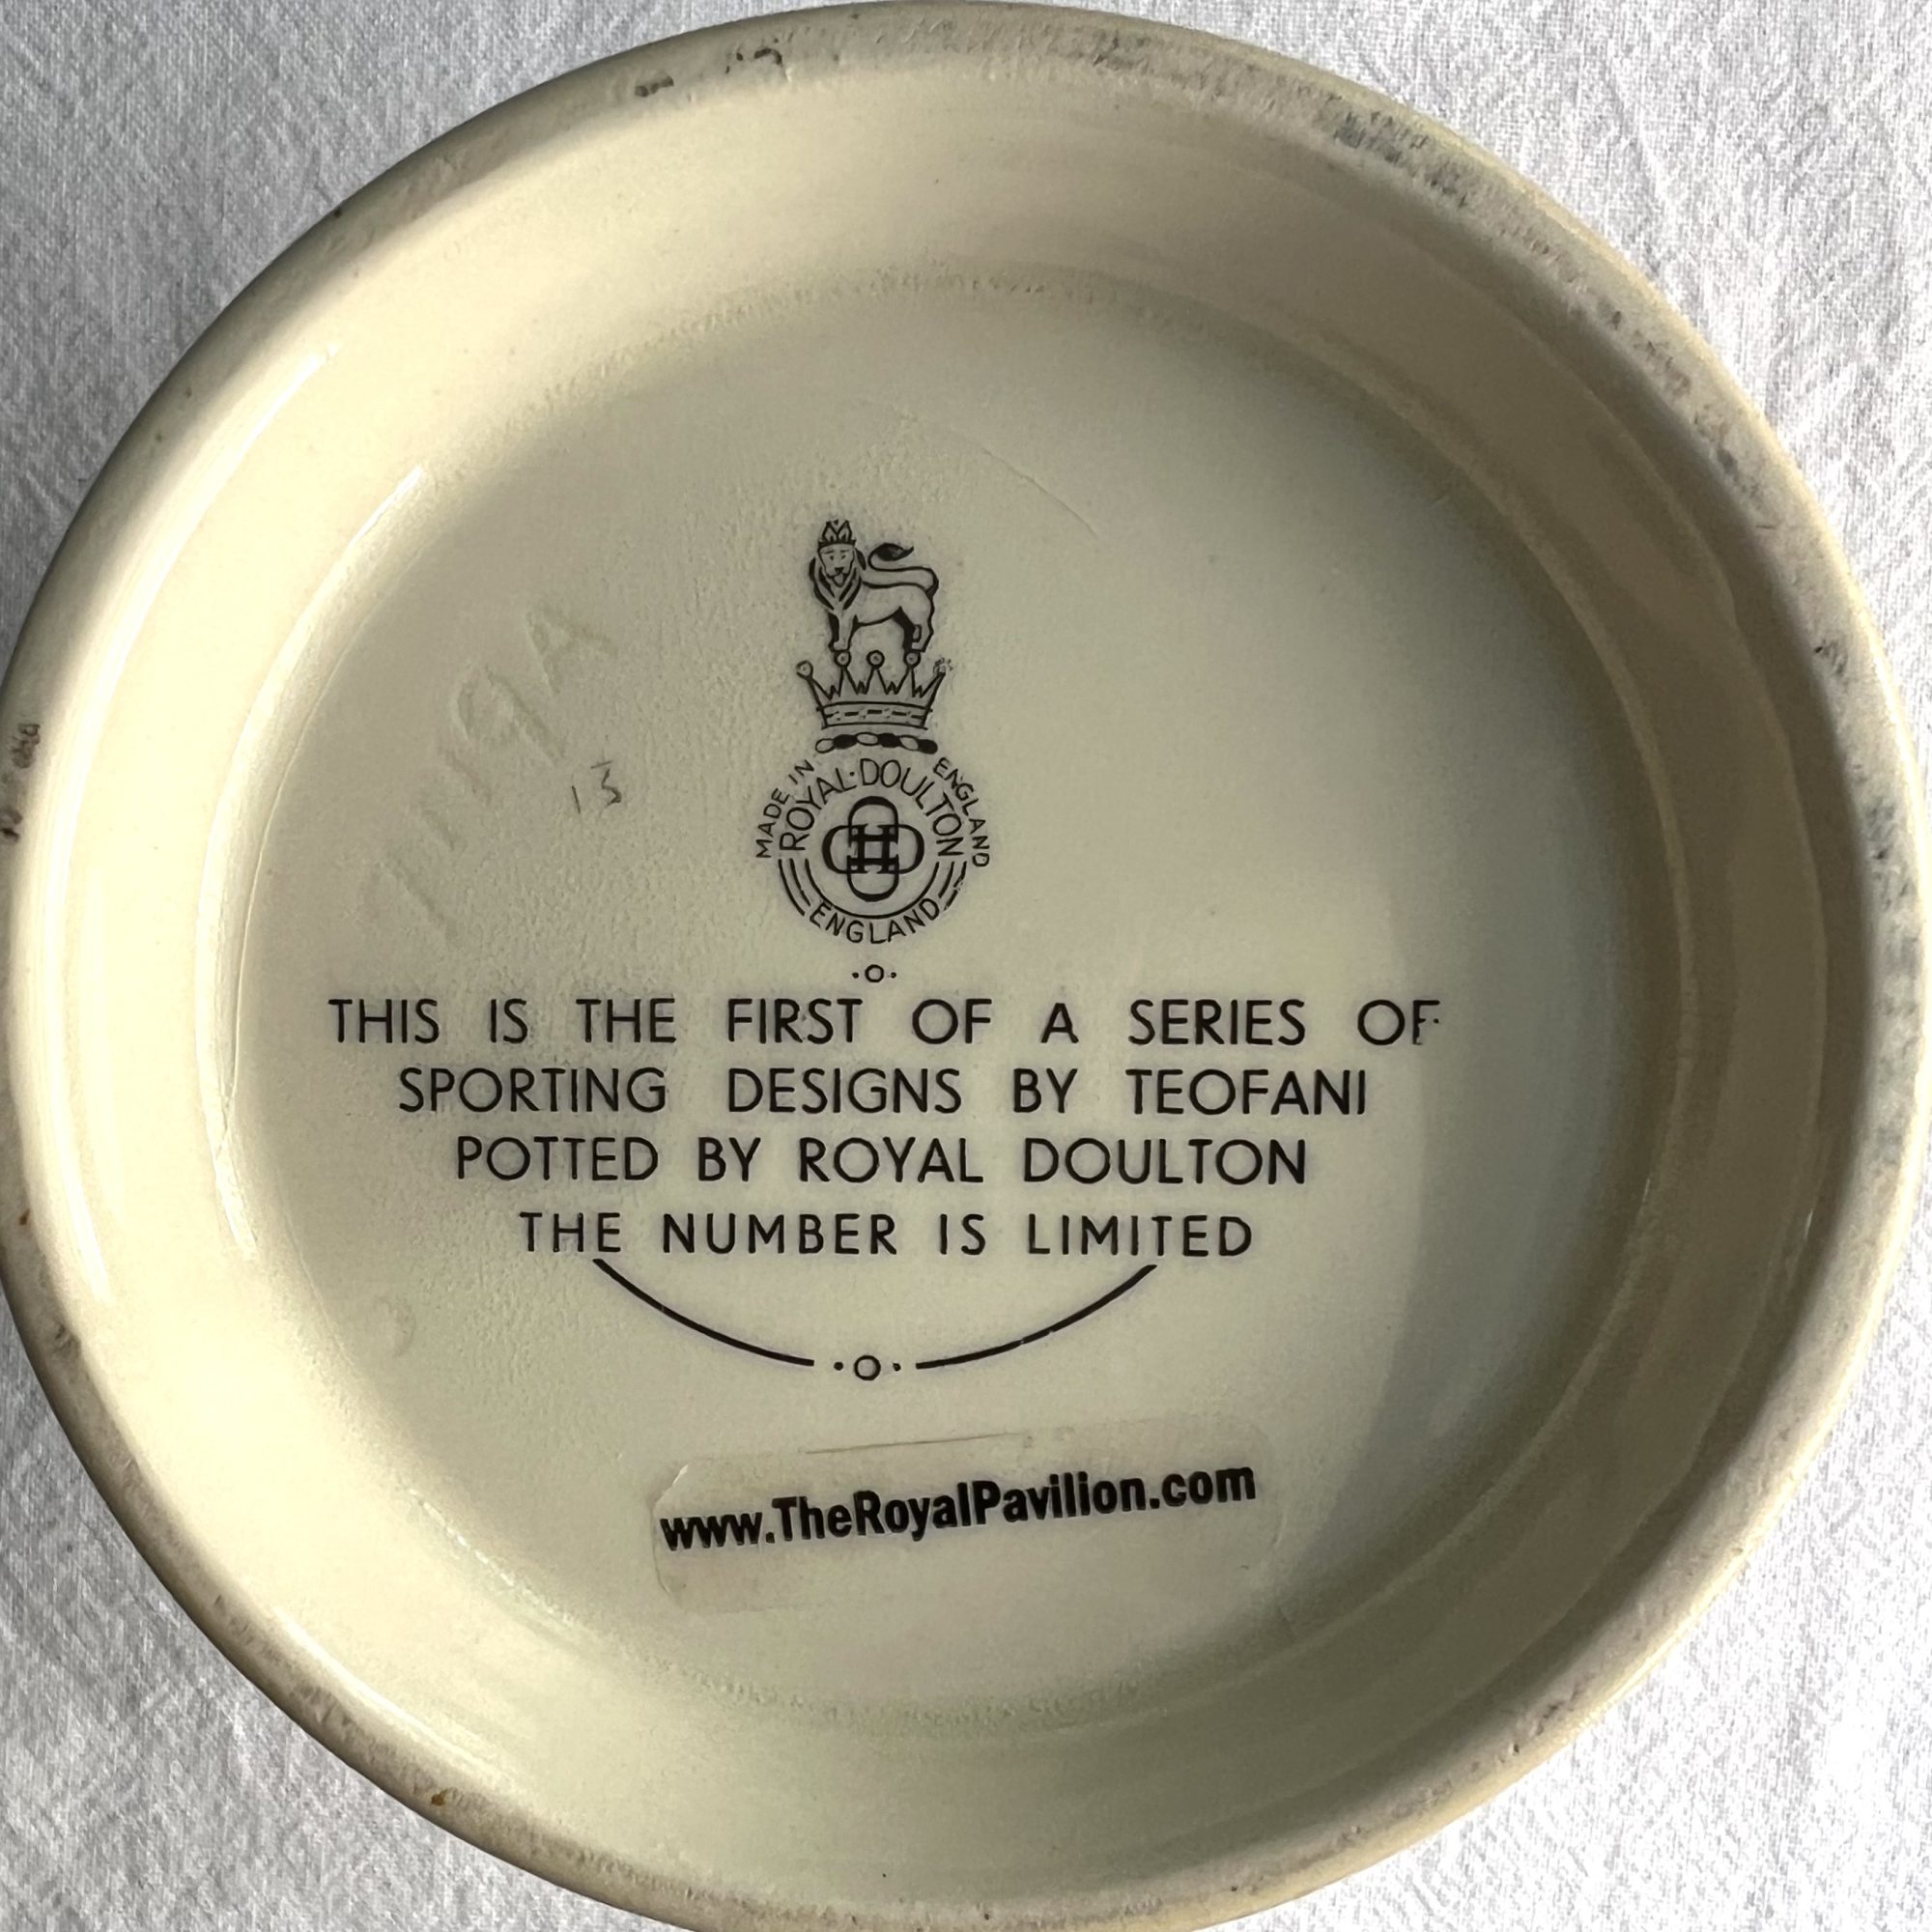 MADE IN ENGLAND
ROYAL·DOULTON
ENGLAND
THIS IS THE FIRST OF A SERIES OF
SPORTING DESIGNS BY TEOFANI
POTTED BY ROYAL DOULTON
THE NUMBER IS LIMITED
www.TheRoyalPavilion.com
13